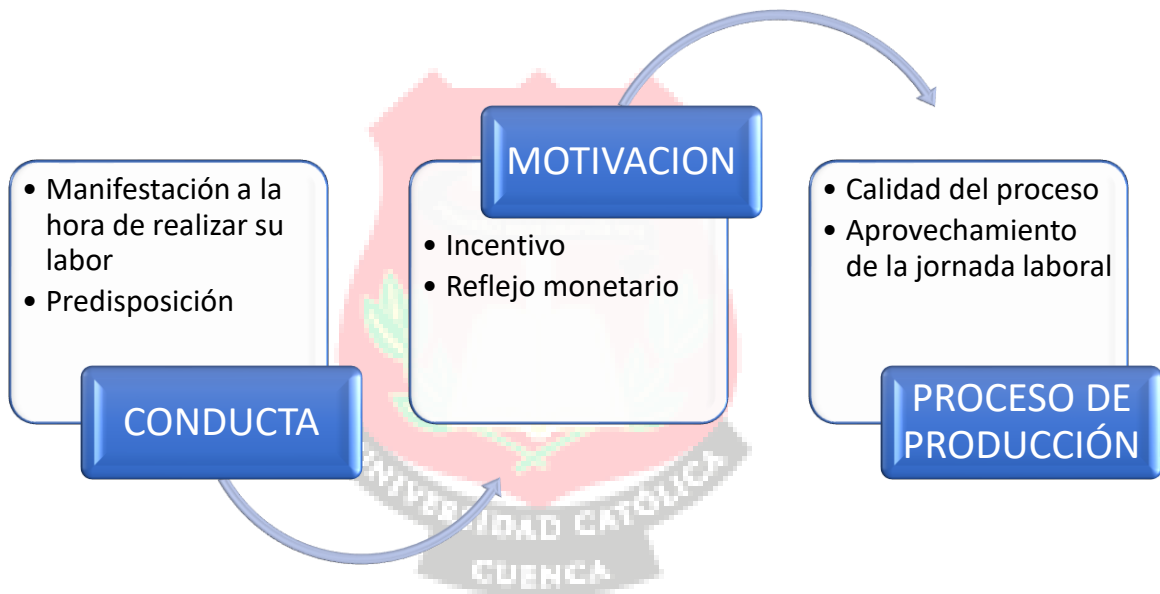 • Manifestación a la
hora de realizar su
labor
• Predisposición
CONDUCTA
MOTIVACION
• Incentivo
• Reflejo monetario
• Calidad del proceso
• Aprovechamiento
de la jornada laboral
PROCESO DE
PRODUCCIÓN
UNIVERSIDAD CATÓLICA
CUENCA